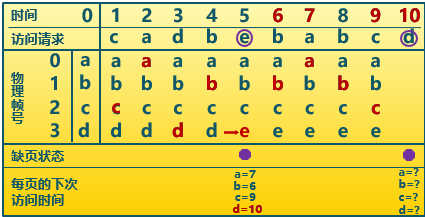 时间 0 1 2 3 4 5 6 7 8 9 10
访问请求 c a d b e b a b c d
物理帧号
0 a a a a a a a a a a
1 b b b b b b b b b b
2 c c c c c c c c c c
3 d d d d d →e e e e e
缺页状态
每页的下次访问时间
a=7 a=?
b=6 b=?
c=9 c=?
d=10 d=?